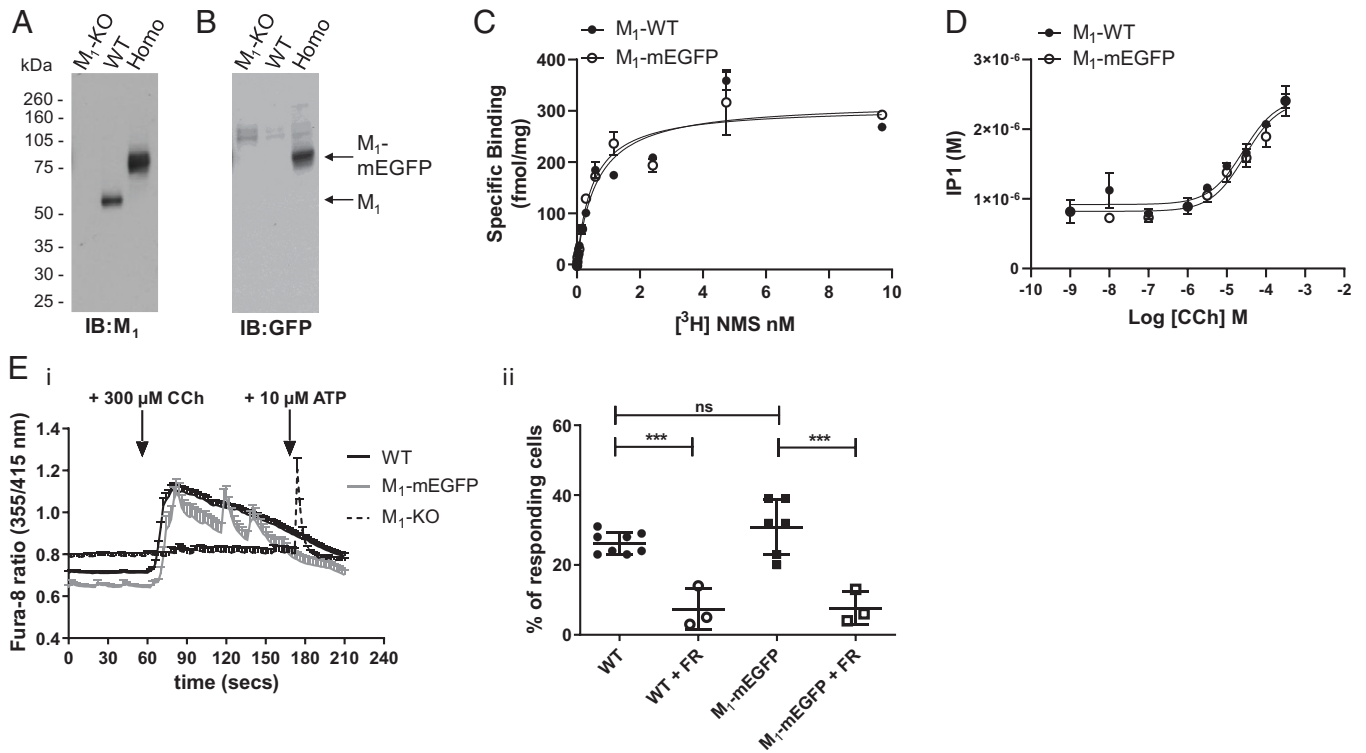 A
M₁-KO
WT
Homo
kDa
260 -
160 -
105 -
75 -
50 -
35 -
30 -
25 -
IB:M₁
B
M₁-KO
WT
Homo
M₁-
mEGFP
M₁
IB:GFP
C
M₁-WT
M₁-mEGFP
Specific Binding
(fmol/mg)
400
300
200
100
0
0 2 4 6 8 10
[³H] NMS nM
D
M₁-WT
M₁-mEGFP
IP1 (M)
3×10⁻⁶
2×10⁻⁶
1×10⁻⁶
0
-10 -9 -8 -7 -6 -5 -4 -3 -2
Log [CCh] M
E
i
+ 300 µM CCh
+ 10 µM ATP
WT
M₁-mEGFP
M₁-KO
Fura-8 ratio (355/415 nm)
1.4
1.2
1.0
0.8
0.6
0.4
0 30 60 90 120 150 180 210 240
time (secs)
ii
ns
*** ***
% of responding cells
60
40
20
0
WT
WT + FR
M₁-mEGFP
M₁-mEGFP + FR